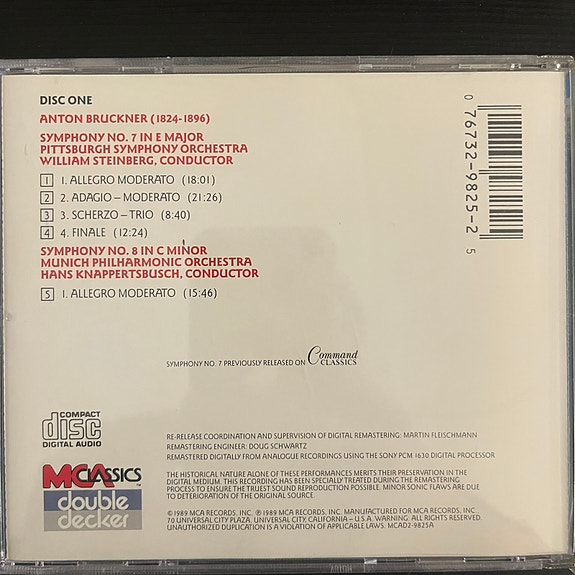 DISC ONE
ANTON BRUCKNER (1824-1896)
SYMPHONY NO. 7 IN E MAJOR
PITTSBURGH SYMPHONY ORCHESTRA
WILLIAM STEINBERG, CONDUCTOR
1 1. ALLEGRO MODERATO (18:01)
2 2. ADAGIO – MODERATO (21:26)
3 3. SCHERZO – TRIO (8:40)
4 4. FINALE (12:24)
SYMPHONY NO. 8 IN C MINOR
MUNICH PHILHARMONIC ORCHESTRA
HANS KNAPPERTSBUSCH, CONDUCTOR
5 1. ALLEGRO MODERATO (15:46)
0 76732-9825-2 5
SYMPHONY NO. 7 PREVIOUSLY RELEASED ON Command CLASSICS
COMPACT
disc
DIGITAL AUDIO
RE-RELEASE COORDINATION AND SUPERVISION OF DIGITAL REMASTERING: MARTIN FLEISCHMANN
REMASTERING ENGINEER: DOUG SCHWARTZ
REMASTERED DIGITALLY FROM ANALOGUE RECORDINGS USING THE SONY PCM 1630 DIGITAL PROCESSOR
MCA CLASSICS
double
decker
THE HISTORICAL NATURE ALONE OF THESE PERFORMANCES MERITS THEIR PRESERVATION IN THE
DIGITAL MEDIUM. THIS RECORDING HAS BEEN SPECIALLY TREATED DURING THE REMASTERING
PROCESS TO ENSURE THE TRUEST SOUND REPRODUCTION POSSIBLE. MINOR SONIC FLAWS ARE DUE
TO DETERIORATION OF THE ORIGINAL SOURCE.
© 1989 MCA RECORDS, INC. ℗ 1989 MCA RECORDS, INC. MANUFACTURED FOR MCA RECORDS, INC.
70 UNIVERSAL CITY PLAZA, UNIVERSAL CITY, CALIFORNIA – U.S.A. WARNING: ALL RIGHTS RESERVED.
UNAUTHORIZED DUPLICATION IS A VIOLATION OF APPLICABLE LAWS. MCAD2-9825A